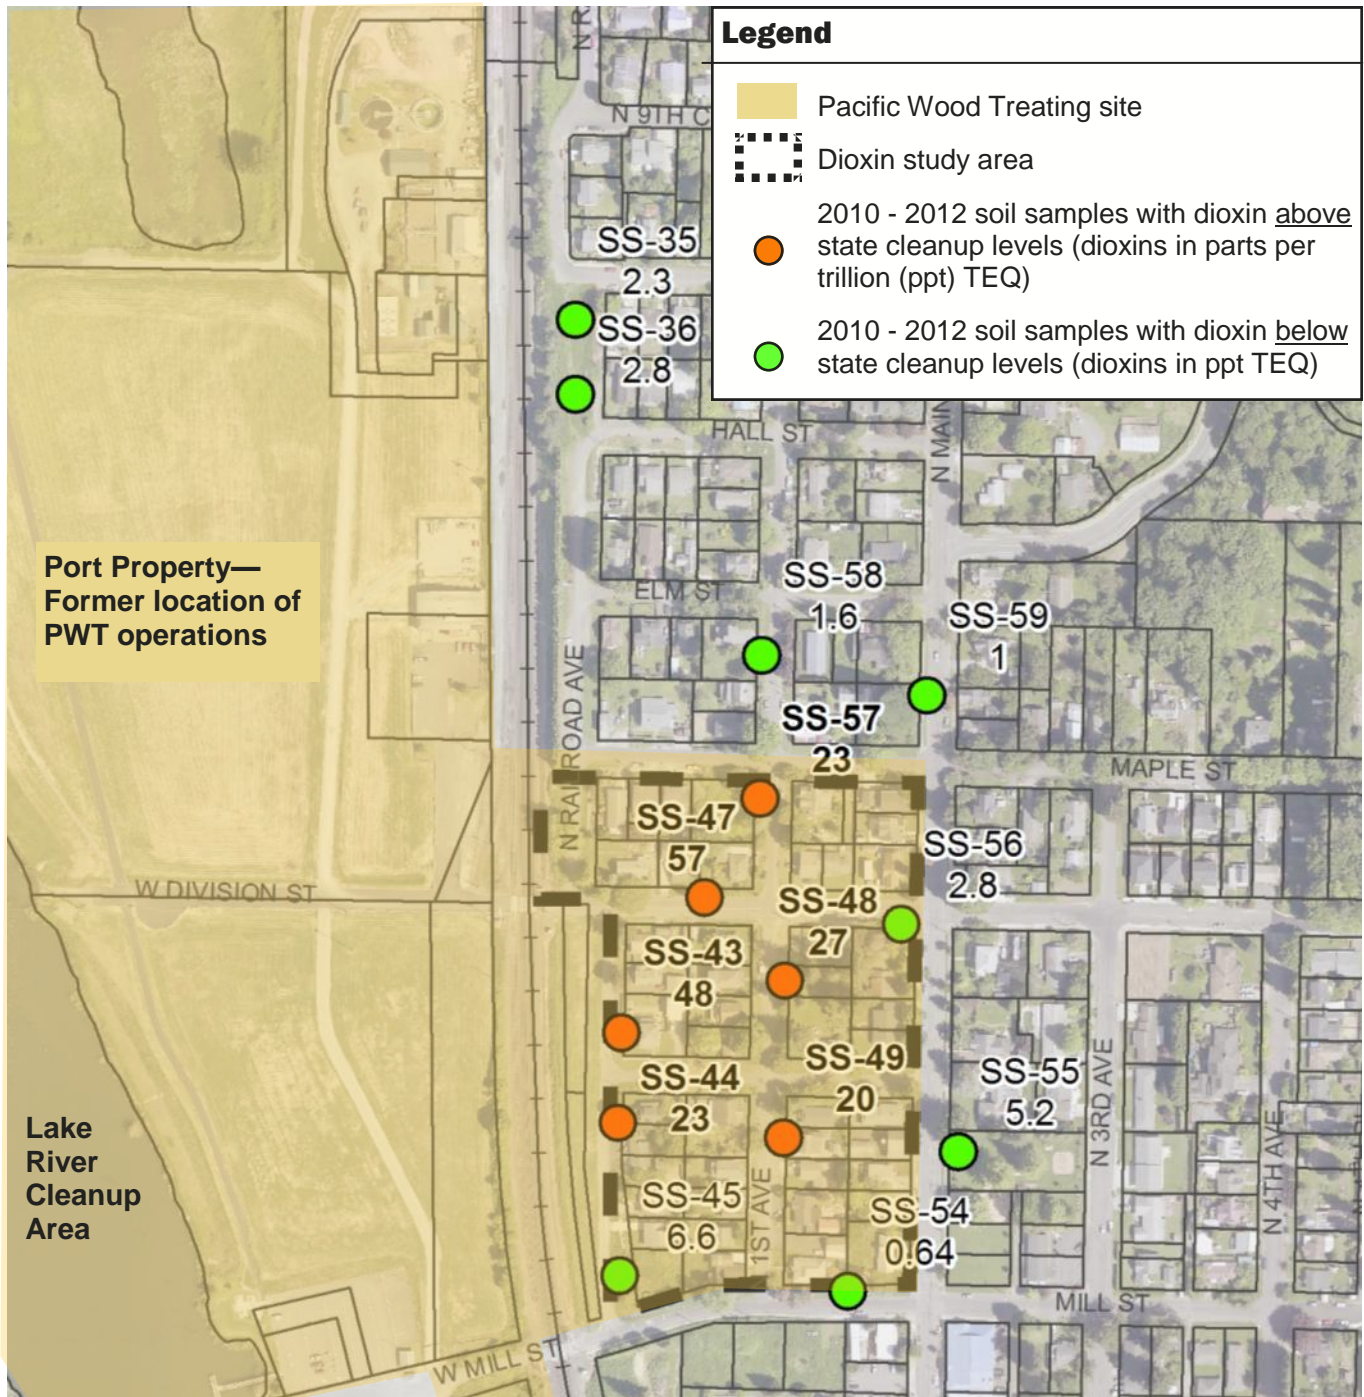 Legend
Pacific Wood Treating site
Dioxin study area
2010 - 2012 soil samples with dioxin above
state cleanup levels (dioxins in parts per
trillion (ppt) TEQ)
2010 - 2012 soil samples with dioxin below
state cleanup levels (dioxins in ppt TEQ)
N R
N 9TH C
SS-35
2.3
SS-36
2.8
HALL ST
N MAIN
Port Property—
Former location of
PWT operations
ELM ST
SS-58
1.6
SS-59
1
N RAILROAD AVE
SS-57
23
MAPLE ST
SS-47
57
SS-56
2.8
W DIVISION ST
SS-48
27
SS-43
48
SS-49
20
SS-44
23
SS-55
5.2
N 3RD AVE
N 4TH AVE
Lake
River
Cleanup
Area
SS-45
6.6
1ST AVE
SS-54
0.64
MILL ST
W MILL ST